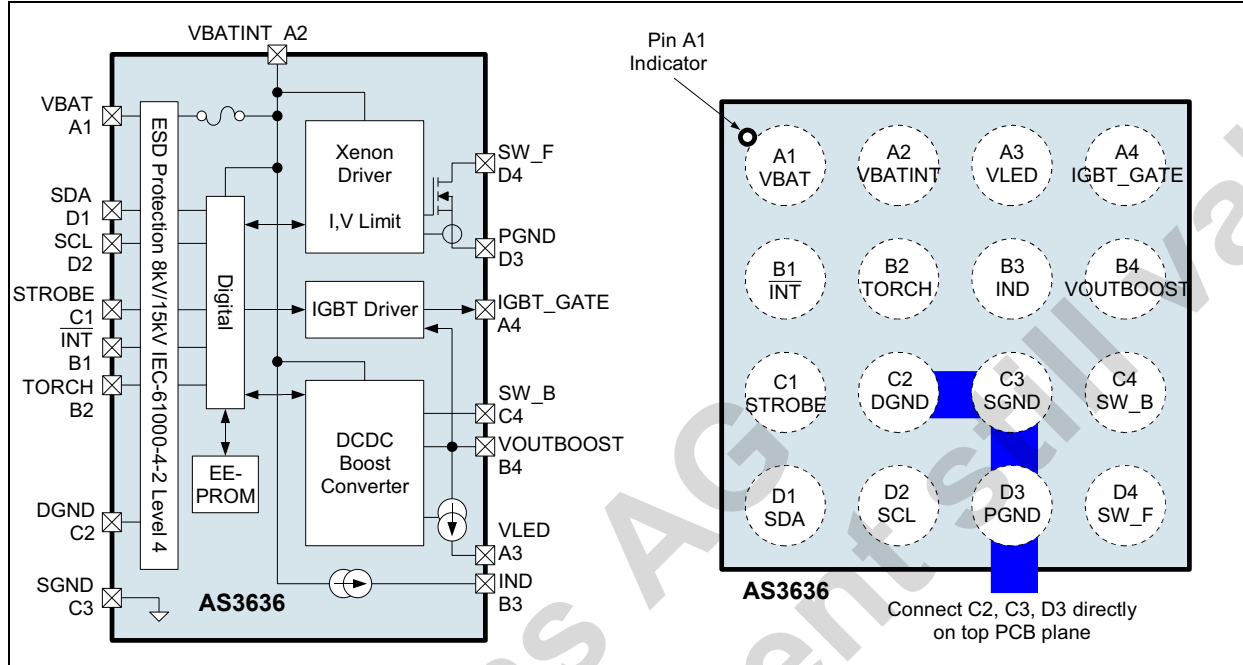 VBATINT A2
VBAT
A1
SDA
D1
SCL
D2
STROBE
C1
INT
B1
TORCH
B2
DGND
C2
SGND
C3
ESD Protection 8kV/15kV IEC-61000-4-2 Level 4
Digital
EE-
PROM
Xenon
Driver
I,V Limit
IGBT Driver
DCDC
Boost
Converter
SW_F
D4
PGND
D3
IGBT_GATE
A4
SW_B
C4
VOUTBOOST
B4
VLED
A3
IND
B3
AS3636
Pin A1
Indicator
A1
VBAT
A2
VBATINT
A3
VLED
A4
IGBT_GATE
B1
INT
B2
TORCH
B3
IND
B4
VOUTBOOST
C1
STROBE
C2
DGND
C3
SGND
C4
SW_B
D1
SDA
D2
SCL
D3
PGND
D4
SW_F
AS3636
Connect C2, C3, D3 directly
on top PCB plane
AG
still